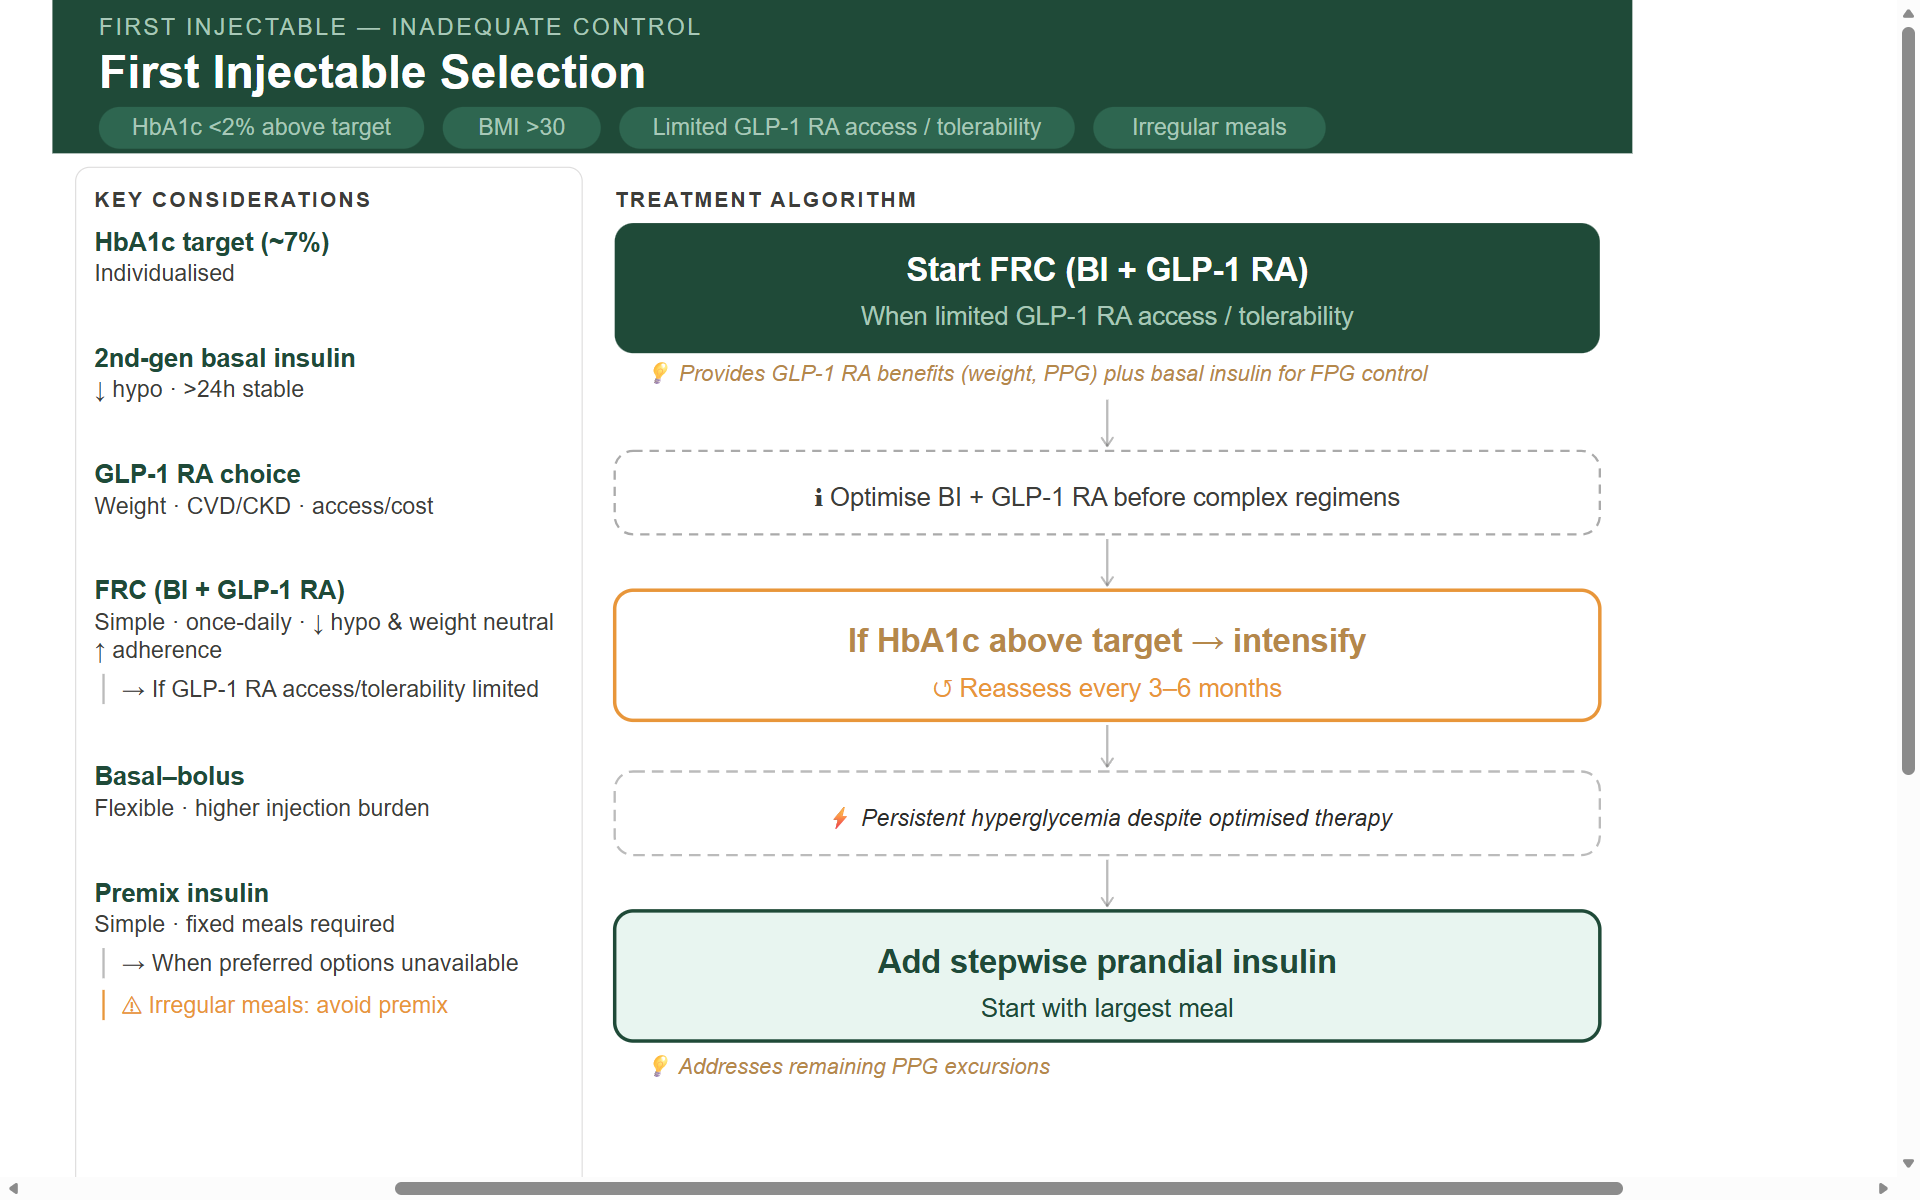 FIRST INJECTABLE — INADEQUATE CONTROL
First Injectable Selection
HbA1c <2% above target
BMI >30
Limited GLP-1 RA access / tolerability
Irregular meals
KEY CONSIDERATIONS
HbA1c target (~7%)
Individualised
2nd-gen basal insulin
↓ hypo · >24h stable
GLP-1 RA choice
Weight · CVD/CKD · access/cost
FRC (BI + GLP-1 RA)
Simple · once-daily · ↓ hypo & weight neutral
↑ adherence
→ If GLP-1 RA access/tolerability limited
Basal–bolus
Flexible · higher injection burden
Premix insulin
Simple · fixed meals required
→ When preferred options unavailable
⚠ Irregular meals: avoid premix
TREATMENT ALGORITHM
Start FRC (BI + GLP-1 RA)
When limited GLP-1 RA access / tolerability
💡 Provides GLP-1 RA benefits (weight, PPG) plus basal insulin for FPG control
ℹ Optimise BI + GLP-1 RA before complex regimens
If HbA1c above target → intensify
↺ Reassess every 3–6 months
⚡ Persistent hyperglycemia despite optimised therapy
Add stepwise prandial insulin
Start with largest meal
💡 Addresses remaining PPG excursions